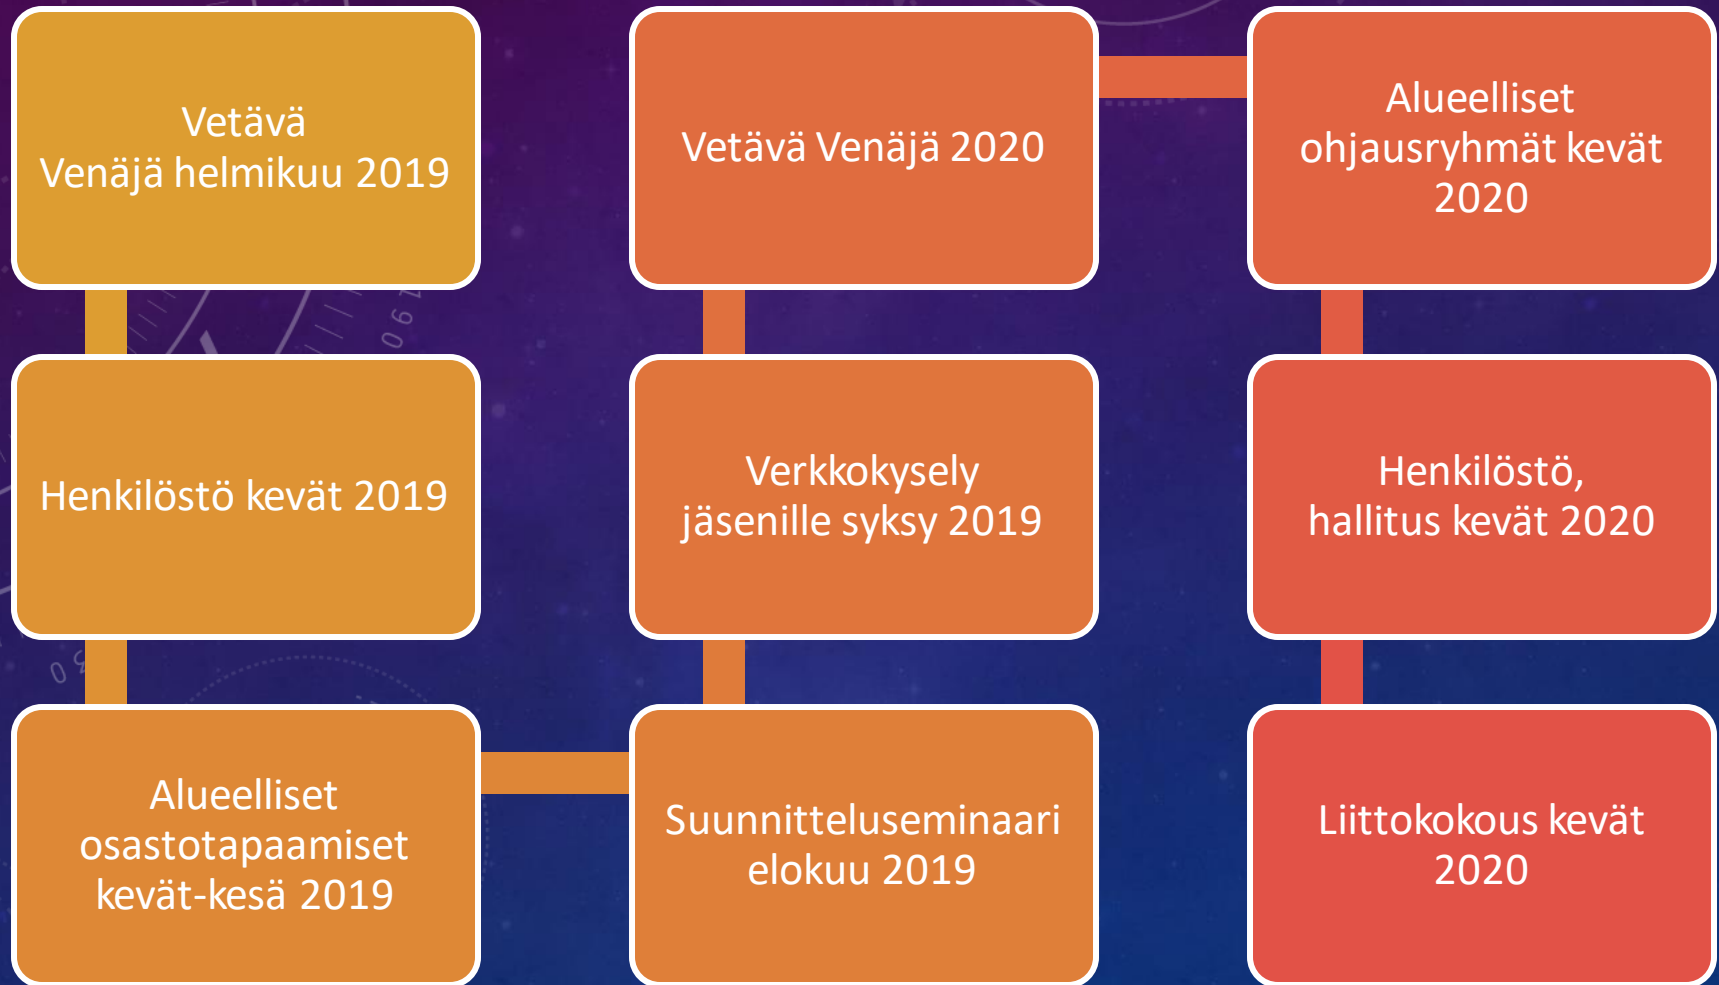 Vetävä
Venäjä helmikuu 2019
Henkilöstö kevät 2019
Alueelliset
osastotapaamiset
kevät-kesä 2019
Suunnitteluseminaari
elokuu 2019
Verkkokysely
jäsenille syksy 2019
Vetävä Venäjä 2020
Alueelliset
ohjausryhmät kevät
2020
Henkilöstö,
hallitus kevät 2020
Liittokokous kevät
2020